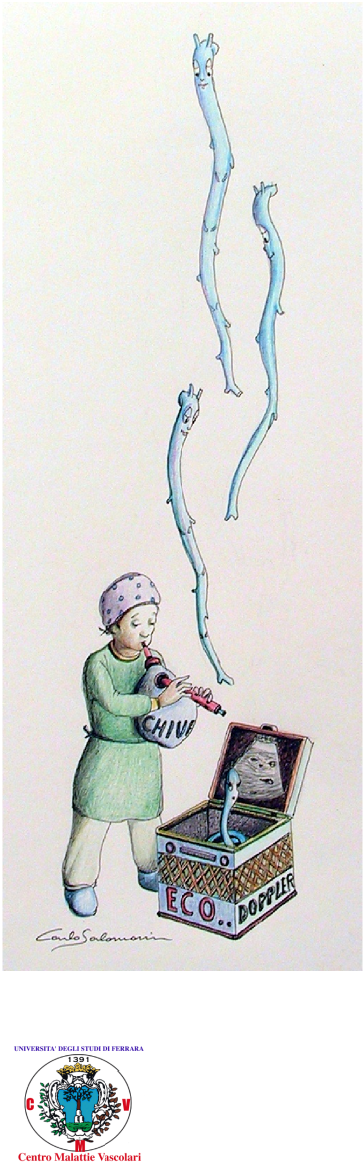 CHIVE
ECO.. DOPPLER
Carlo Salomoni
UNIVERSITA' DEGLI STUDI DI FERRARA
1391
C V
M
Centro Malattie Vascolari